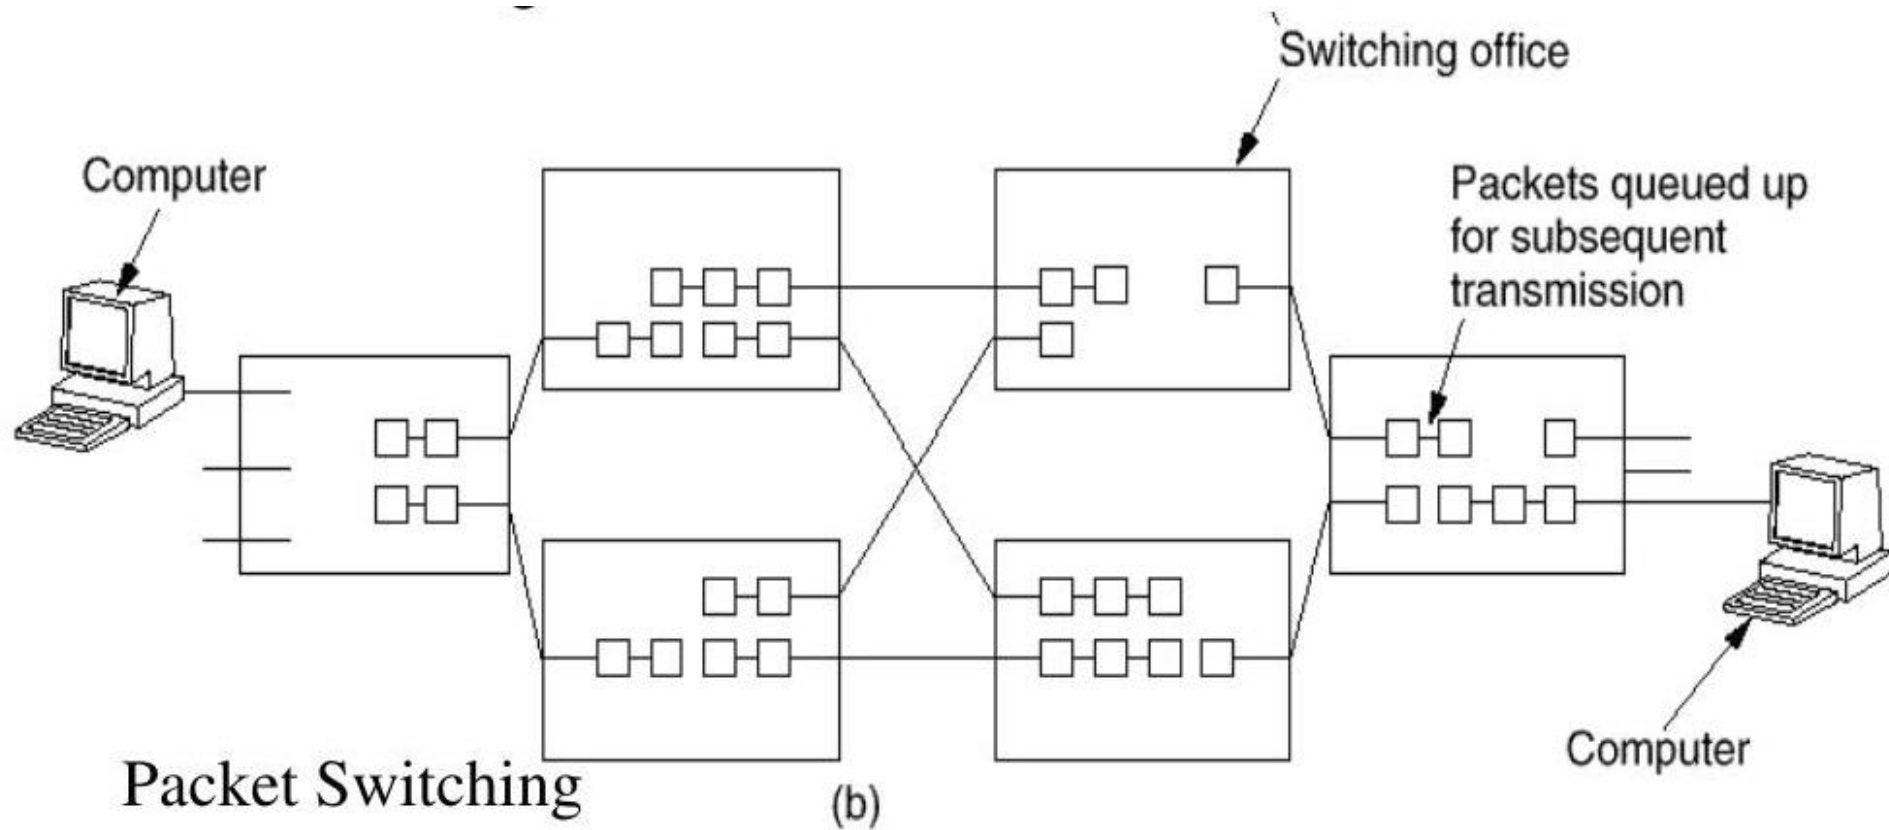 Switching office
Computer
Packets queued up
for subsequent
transmission
Computer
Packet Switching
(b)